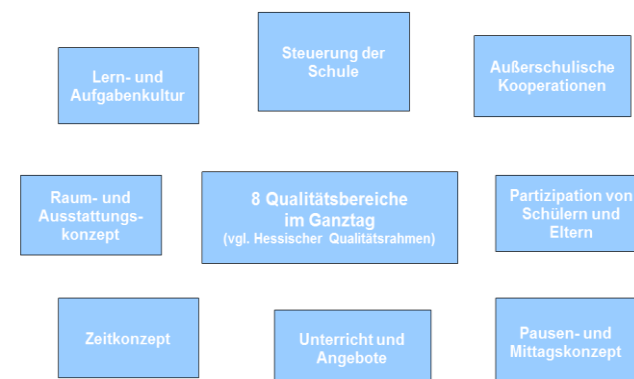 Steuerung der
Schule
Lern- und
Aufgabenkultur
Außerschulische
Kooperationen
Raum- und
Ausstattungs-
konzept
8 Qualitätsbereiche
im Ganztag
(vgl. Hessischer Qualitätsrahmen)
Partizipation von
Schülern und
Eltern
Zeitkonzept
Unterricht und
Angebote
Pausen- und
Mittagskonzept